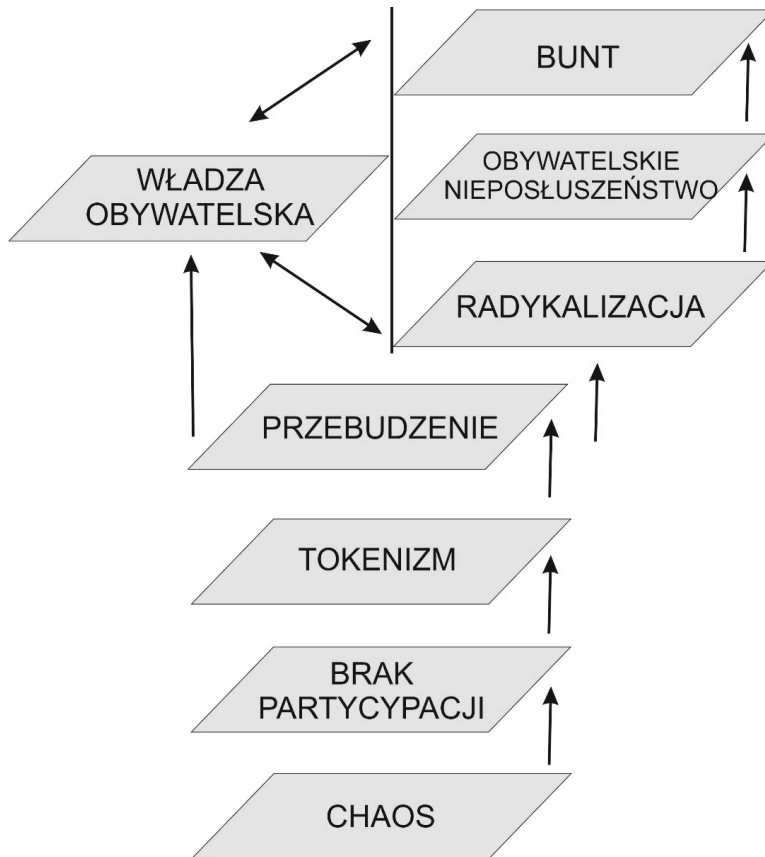 BUNT
OBYWATELSKIE
NIEPOSŁUSZEŃSTWO
WŁADZA
OBYWATELSKA
RADYKALIZACJA
PRZEBUDZENIE
TOKENIZM
BRAK
PARTYCYPACJI
CHAOS